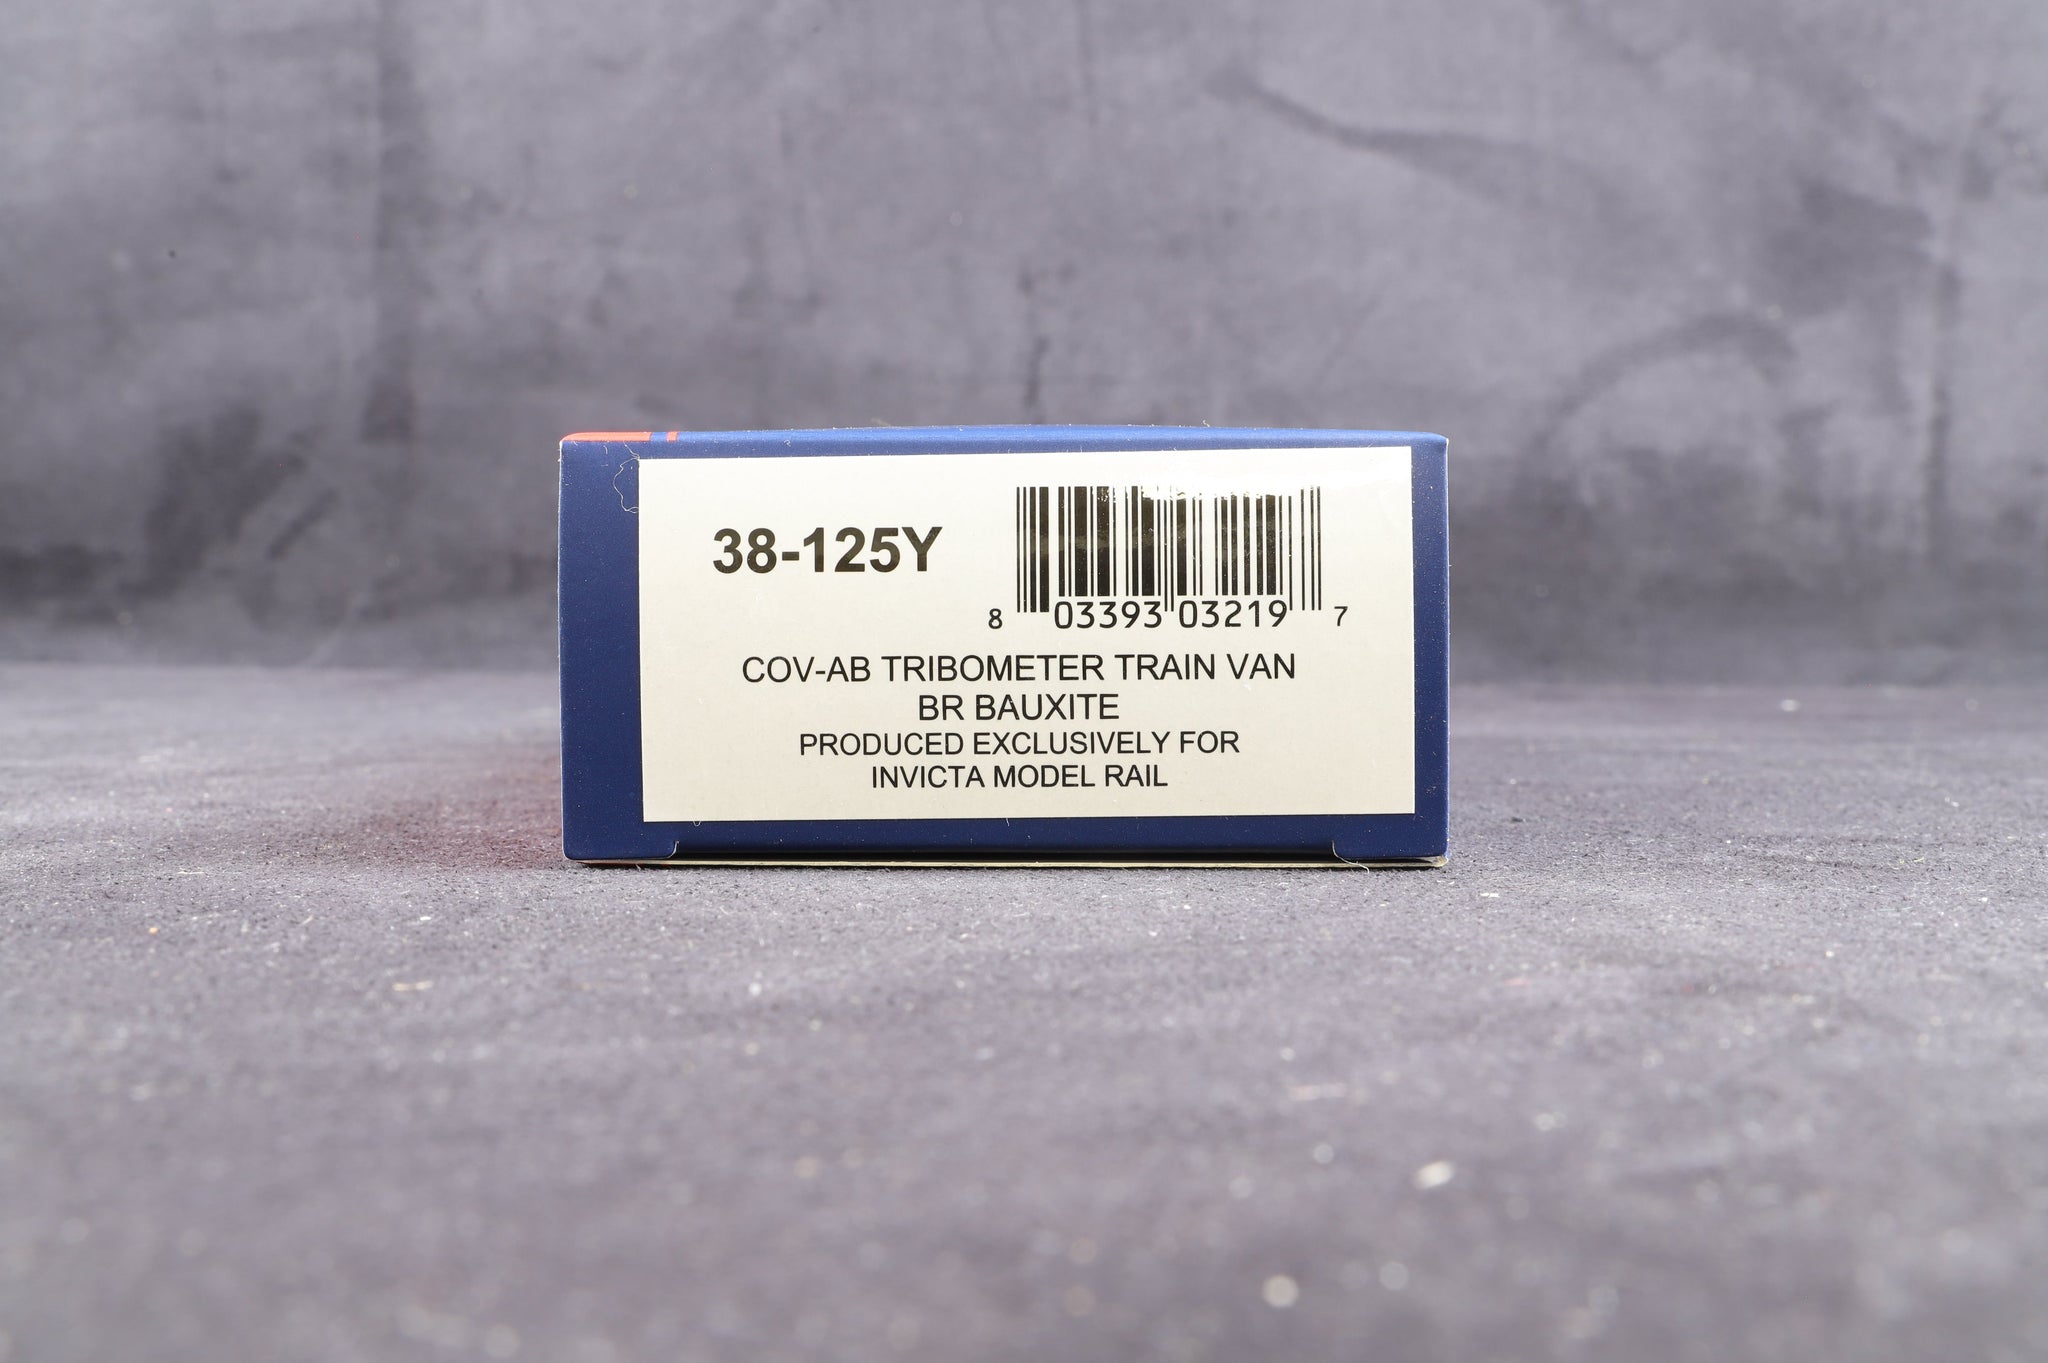 38-125Y
8 03393 03219 7
COV-AB TRIBOMETER TRAIN VAN
BR BAUXITE
PRODUCED EXCLUSIVELY FOR
INVICTA MODEL RAIL